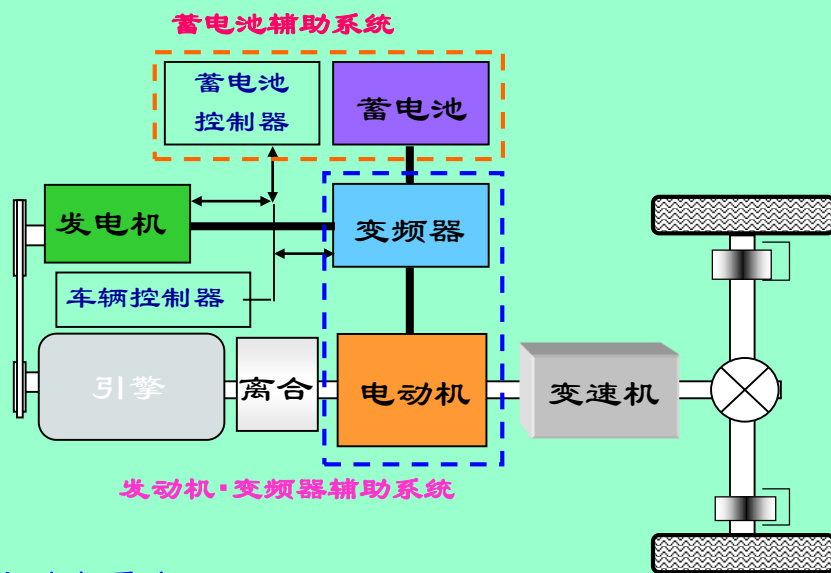 蓄电池辅助系统
蓄电池
控制器
蓄电池
发电机
变频器
车辆控制器
引擎
离合
电动机
变速机
发动机·变频器辅助系统